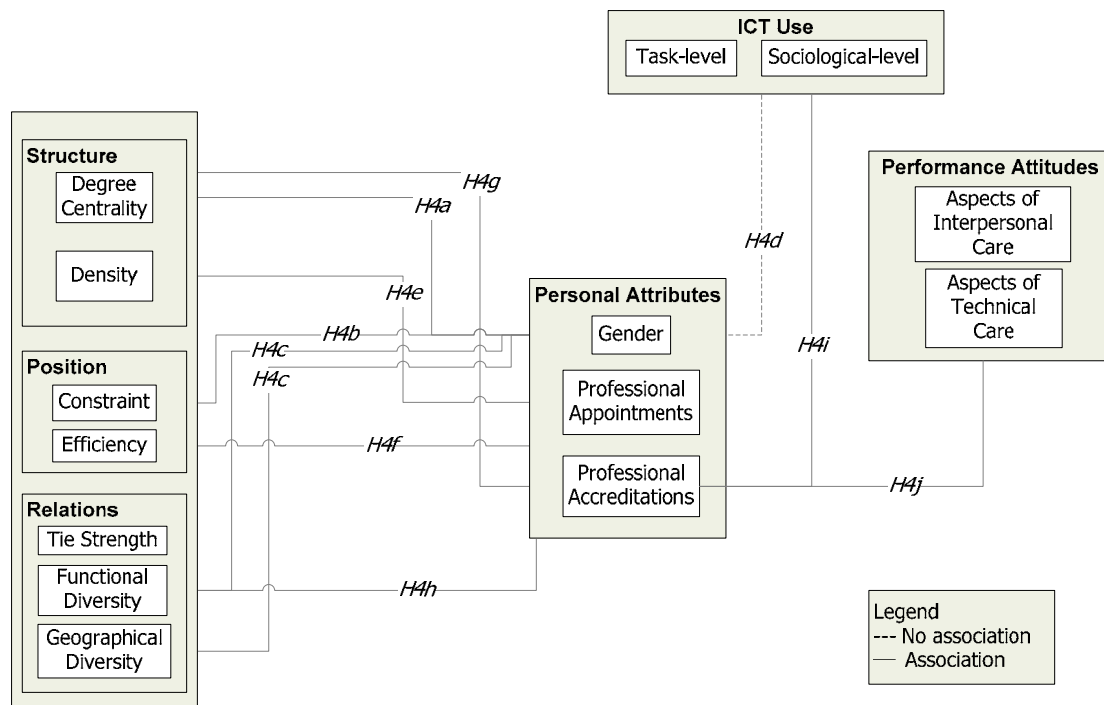 ICT Use
Task-level
Sociological-level
Structure
Degree
Centrality
Density
Position
Constraint
Efficiency
Relations
Tie Strength
Functional
Diversity
Geographical
Diversity
H4g
H4a
H4e
H4b
H4c
H4c
H4f
H4h
Personal Attributes
Gender
Professional
Appointments
Professional
Accreditations
H4d
H4i
H4j
Performance Attitudes
Aspects of
Interpersonal
Care
Aspects of
Technical
Care
Legend
No association
Association